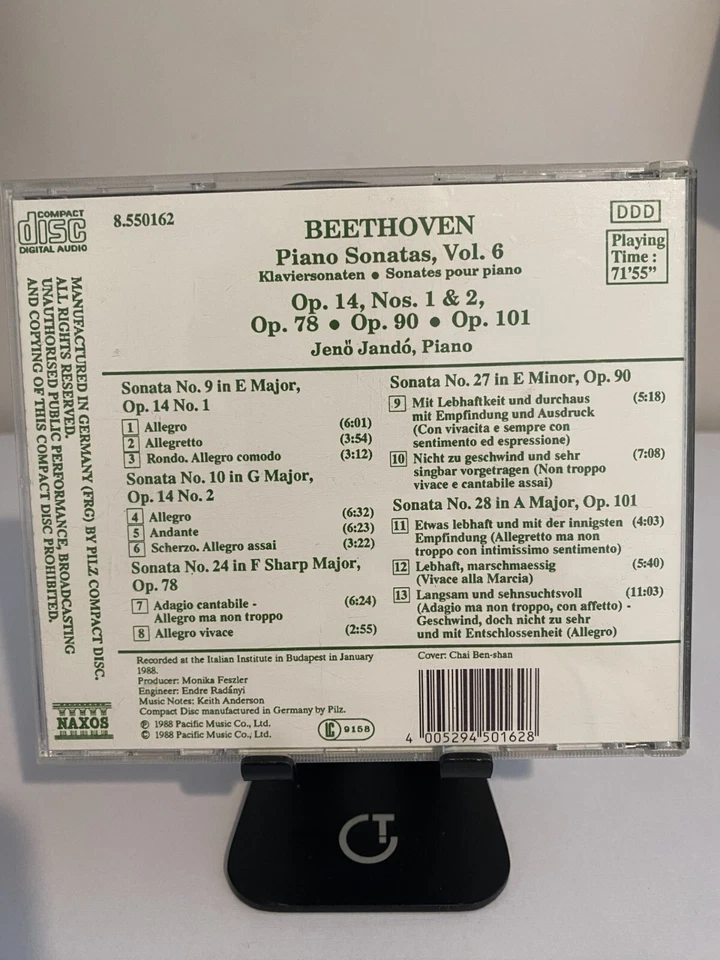 COMPACT
disc
DIGITAL AUDIO
8.550162
BEETHOVEN
Piano Sonatas, Vol. 6
Klaviersonaten • Sonates pour piano
Op. 14, Nos. 1 & 2,
Op. 78 • Op. 90 • Op. 101
Jenö Jandó, Piano
DDD
Playing
Time :
71'55"
MANUFACTURED IN GERMANY (FRG) BY PILZ COMPACT DISC.
ALL RIGHTS RESERVED.
UNAUTHORISED PUBLIC PERFORMANCE, BROADCASTING
AND COPYING OF THIS COMPACT DISC PROHIBITED.
Sonata No. 9 in E Major,
Op. 14 No. 1
1 Allegro (6:01)
2 Allegretto (3:54)
3 Rondo. Allegro comodo (3:12)
Sonata No. 10 in G Major,
Op. 14 No. 2
4 Allegro (6:32)
5 Andante (6:23)
6 Scherzo. Allegro assai (3:22)
Sonata No. 24 in F Sharp Major,
Op. 78
7 Adagio cantabile - (6:24)
Allegro ma non troppo
8 Allegro vivace (2:55)
Sonata No. 27 in E Minor, Op. 90
9 Mit Lebhaftkeit und durchaus (5:18)
mit Empfindung und Ausdruck
(Con vivacita e sempre con
sentimento ed espressione)
10 Nicht zu geschwind und sehr (7:08)
singbar vorgetragen (Non troppo
vivace e cantabile assai)
Sonata No. 28 in A Major, Op. 101
11 Etwas lebhaft und mit der innigsten (4:03)
Empfindung (Allegretto ma non
troppo con intimissimo sentimento)
12 Lebhaft, marschmaessig (5:40)
(Vivace alla Marcia)
13 Langsam und sehnsuchtsvoll (11:03)
(Adagio ma non troppo, con affetto) -
Geschwind, doch nicht zu sehr
und mit Entschlossenheit (Allegro)
Recorded at the Italian Institute in Budapest in January
1988.
Producer: Monika Feszler
Engineer: Endre Radányi
Music Notes: Keith Anderson
Compact Disc manufactured in Germany by Pilz.
℗ 1988 Pacific Music Co., Ltd.
© 1988 Pacific Music Co., Ltd.
LC 9158
Cover: Chai Ben-shan
4 005294 501628
NAXOS